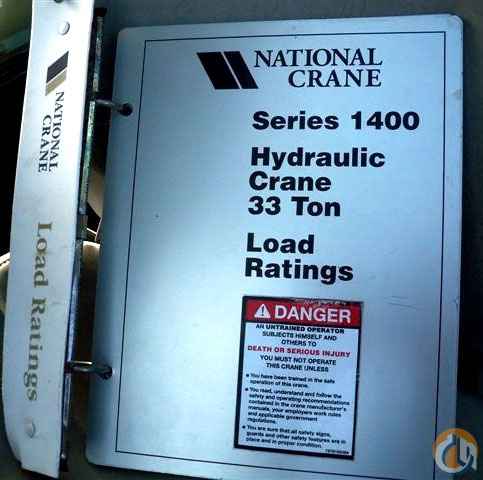 NATIONAL
CRANE
Load Ratings
NATIONAL
CRANE
Series 1400
Hydraulic
Crane
33 Ton
Load
Ratings
DANGER
AN UNTRAINED OPERATOR
SUBJECTS HIMSELF AND
OTHERS TO
DEATH OR SERIOUS INJURY
YOU MUST NOT OPERATE
THIS CRANE UNLESS
You have been trained in the safe
operation of this crane.
You read, understand and follow the
safety and operating recommendations
contained in the crane manufacturer's
manuals, your employers work rules
and applicable government
regulations.
You are sure that all safety signs,
guards and other safety features are in
place and in proper condition.